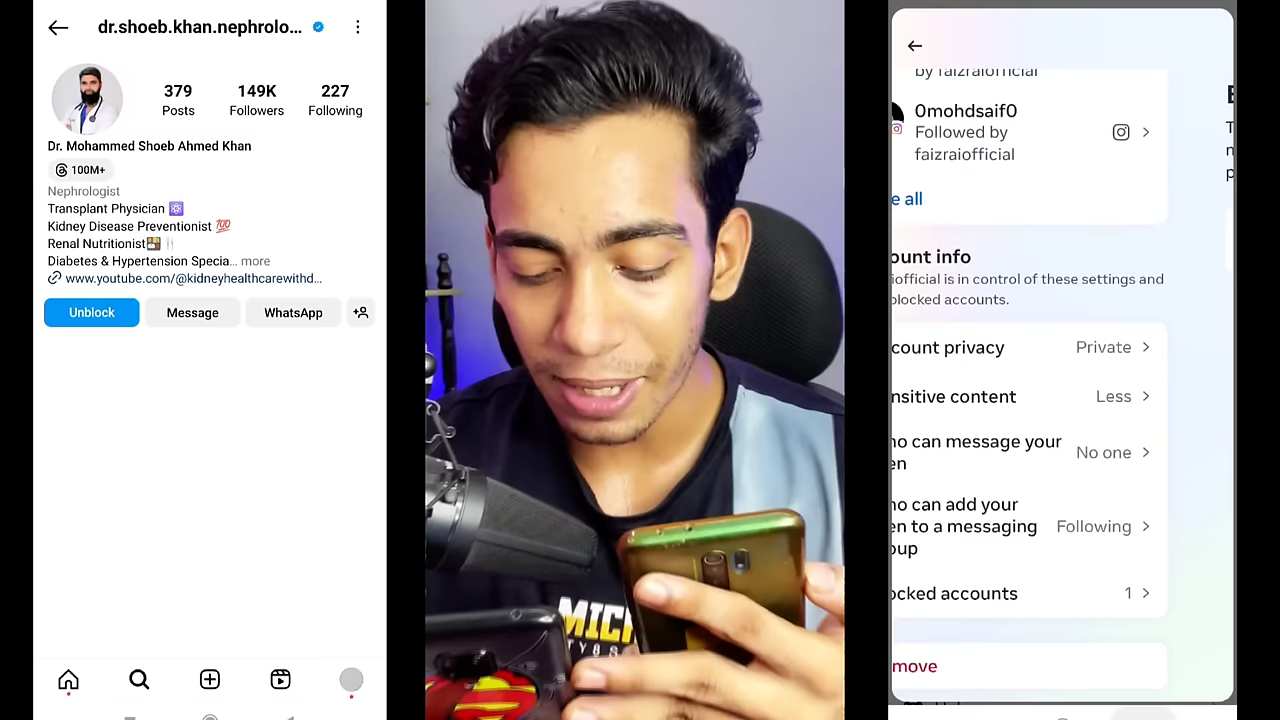 dr.shoeb.khan.nephrolo...
379
149K
227
Posts
Followers
Following
Dr. Mohammed Shoeb Ahmed Khan
100M+
Nephrologist
Transplant Physician ⚛️
Kidney Disease Preventionist 💯
Renal Nutritionist🍱🍴
Diabetes & Hypertension Specia... more
www.youtube.com/@kidneyhealthcarewithd...
Unblock
Message
WhatsApp
MICK
TY&S
by faizraiofficial
0mohdsaif0
Followed by
faizraiofficial
e all
ount info
iofficial is in control of these settings and
blocked accounts.
count privacy
Private
nsitive content
Less
ho can message your
en
No one
ho can add your
en to a messaging
oup
Following
ocked accounts
1
move